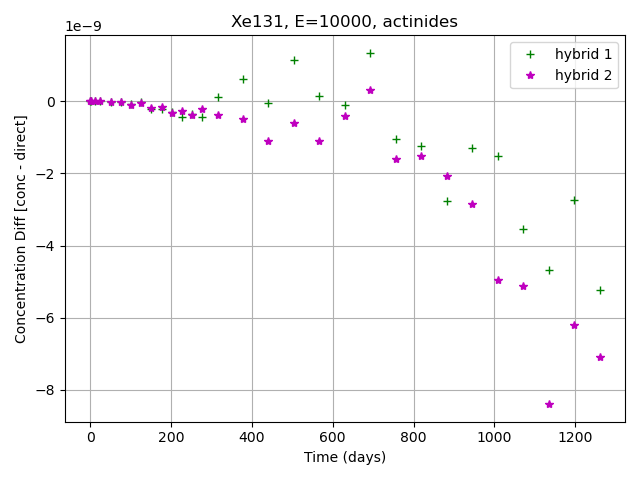 Xe131, E=10000, actinides
1e−9
hybrid 1
hybrid 2
Concentration Diff [conc - direct]
0
−2
−4
−6
−8
0 200 400 600 800 1000 1200
Time (days)